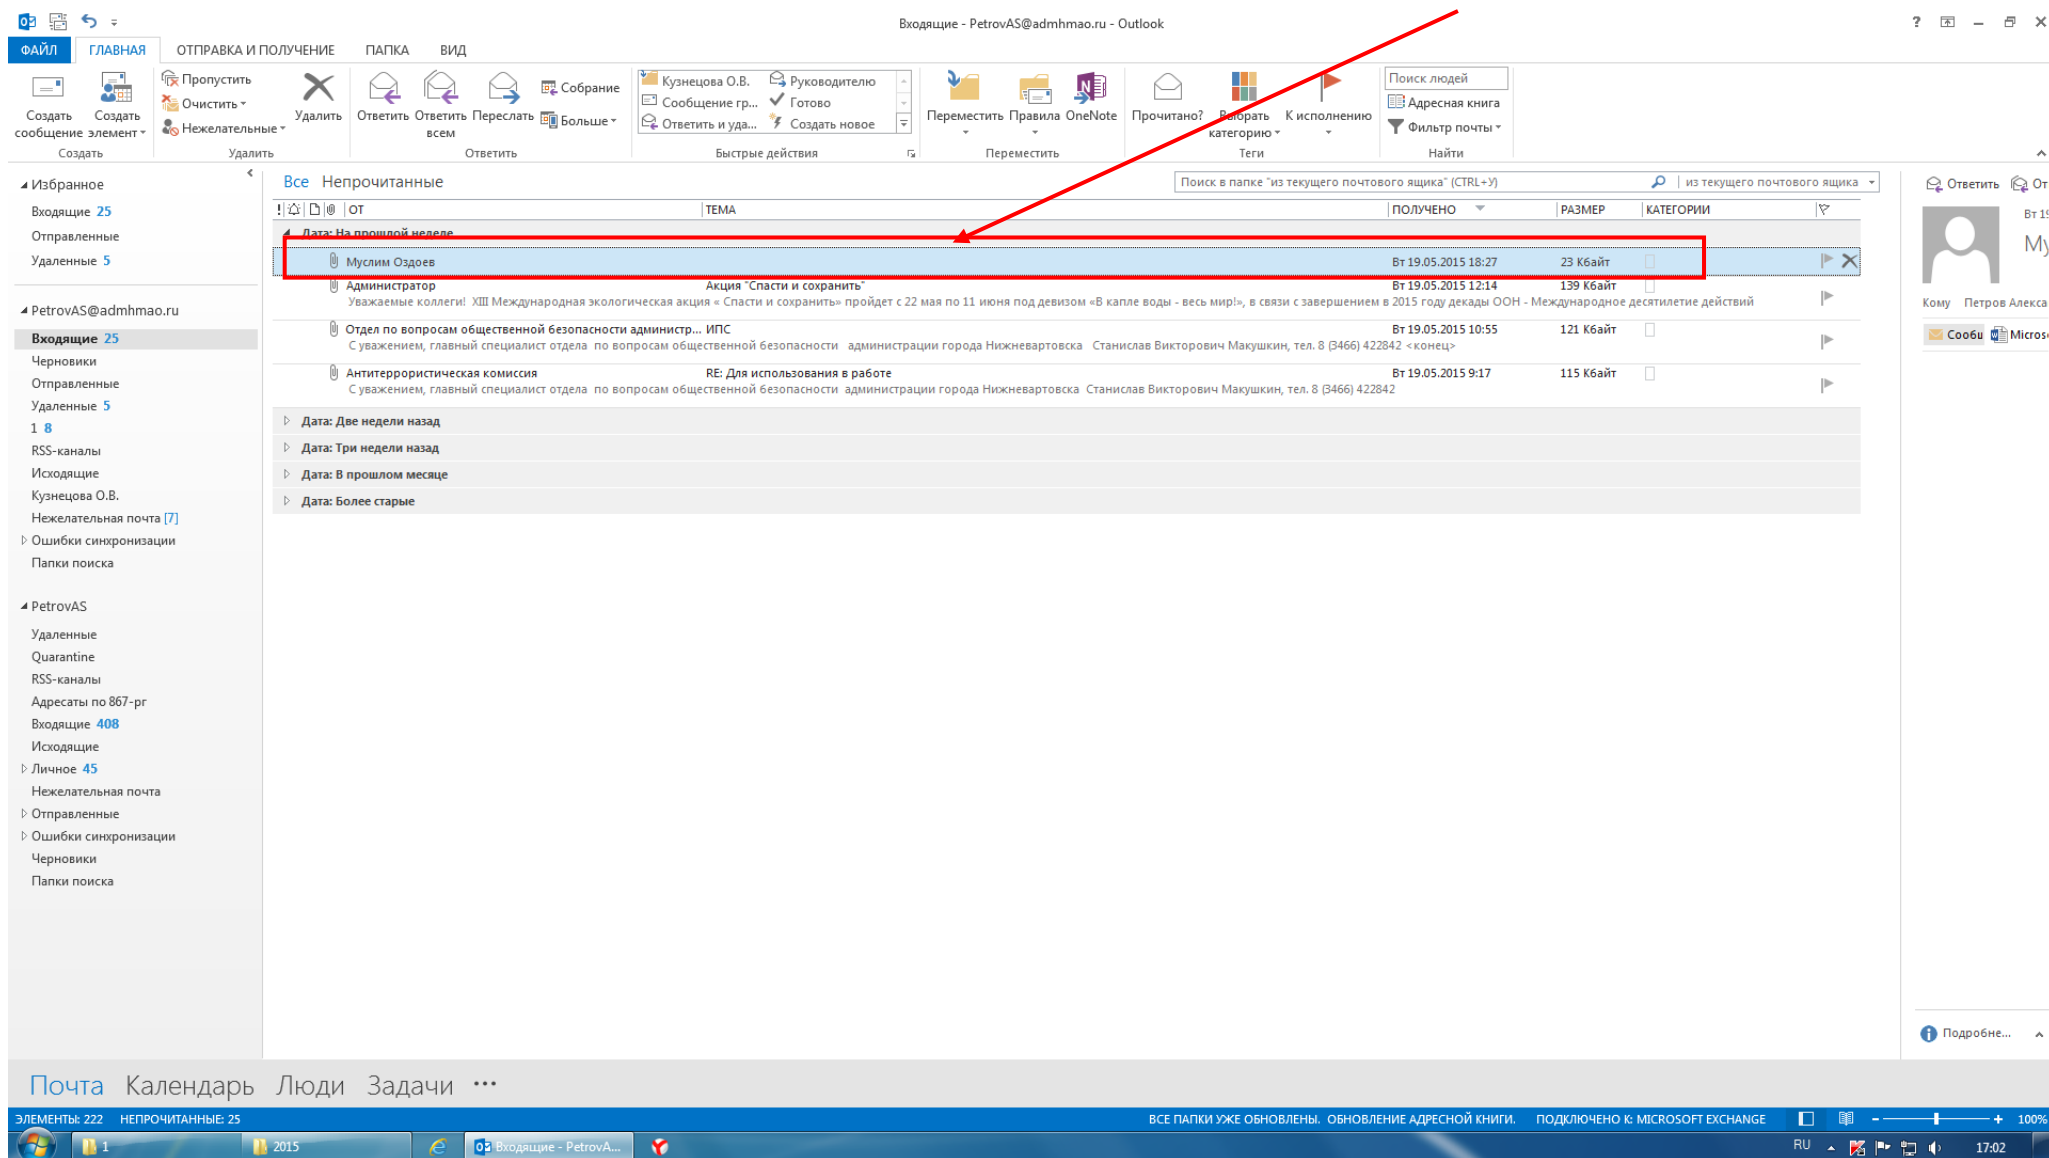 Входящие - PetrovAS@admhmao.ru - Outlook
ФАЙЛ ГЛАВНАЯ ОТПРАВКА И ПОЛУЧЕНИЕ ПАПКА ВИД
Создать сообщение
Создать элемент
Создать
Пропустить
Очистить
Нежелательные
Удалить
Удалить
Ответить
Ответить всем
Переслать
Собрание
Больше
Ответить
Кузнецова О.В.
Сообщение гр...
Ответить и уда...
Руководителю
Готово
Создать новое
Быстрые действия
Переместить
Правила
OneNote
Переместить
Прочитано?
Выбрать категорию
К исполнению
Теги
Поиск людей
Адресная книга
Фильтр почты
Найти
Избранное
Входящие 25
Отправленные
Удаленные 5
PetrovAS@admhmao.ru
Входящие 25
Черновики
Отправленные
Удаленные 5
1 8
RSS-каналы
Исходящие
Кузнецова О.В.
Нежелательная почта [7]
Ошибки синхронизации
Папки поиска
PetrovAS
Удаленные
Quarantine
RSS-каналы
Адресаты по 867-рг
Входящие 408
Исходящие
Личное 45
Нежелательная почта
Отправленные
Ошибки синхронизации
Черновики
Папки поиска
Все Непрочитанные
Поиск в папке "из текущего почтового ящика" (CTRL+У)
из текущего почтового ящика
ОТ ТЕМА ПОЛУЧЕНО РАЗМЕР КАТЕГОРИИ
Дата: На прошлой неделе
Муслим Оздоев Вт 19.05.2015 18:27 23 Кбайт
Администратор Акция "Спасти и сохранить" Вт 19.05.2015 12:14 139 Кбайт
Уважаемые коллеги! XIII Международная экологическая акция « Спасти и сохранить» пройдет с 22 мая по 11 июня под девизом «В капле воды - весь мир!», в связи с завершением в 2015 году декады ООН - Международное десятилетие действий
Отдел по вопросам общественной безопасности администр... ИПС Вт 19.05.2015 10:55 121 Кбайт
С уважением, главный специалист отдела по вопросам общественной безопасности администрации города Нижневартовска Станислав Викторович Макушкин, тел. 8 (3466) 422842 <конец>
Антитеррористическая комиссия RE: Для использования в работе Вт 19.05.2015 9:17 115 Кбайт
С уважением, главный специалист отдела по вопросам общественной безопасности администрации города Нижневартовска Станислав Викторович Макушкин, тел. 8 (3466) 422842
Дата: Две недели назад
Дата: Три недели назад
Дата: В прошлом месяце
Дата: Более старые
Ответить От
Вт 19
Му
Кому Петров Алекса
Сооби Micros
Подробне...
Почта Календарь Люди Задачи ...
ЭЛЕМЕНТЫ: 222 НЕПРОЧИТАННЫЕ: 25 ВСЕ ПАПКИ УЖЕ ОБНОВЛЕНЫ. ОБНОВЛЕНИЕ АДРЕСНОЙ КНИГИ. ПОДКЛЮЧЕНО К: MICROSOFT EXCHANGE 100%
1 2015 Входящие - PetrovA... RU 17:02